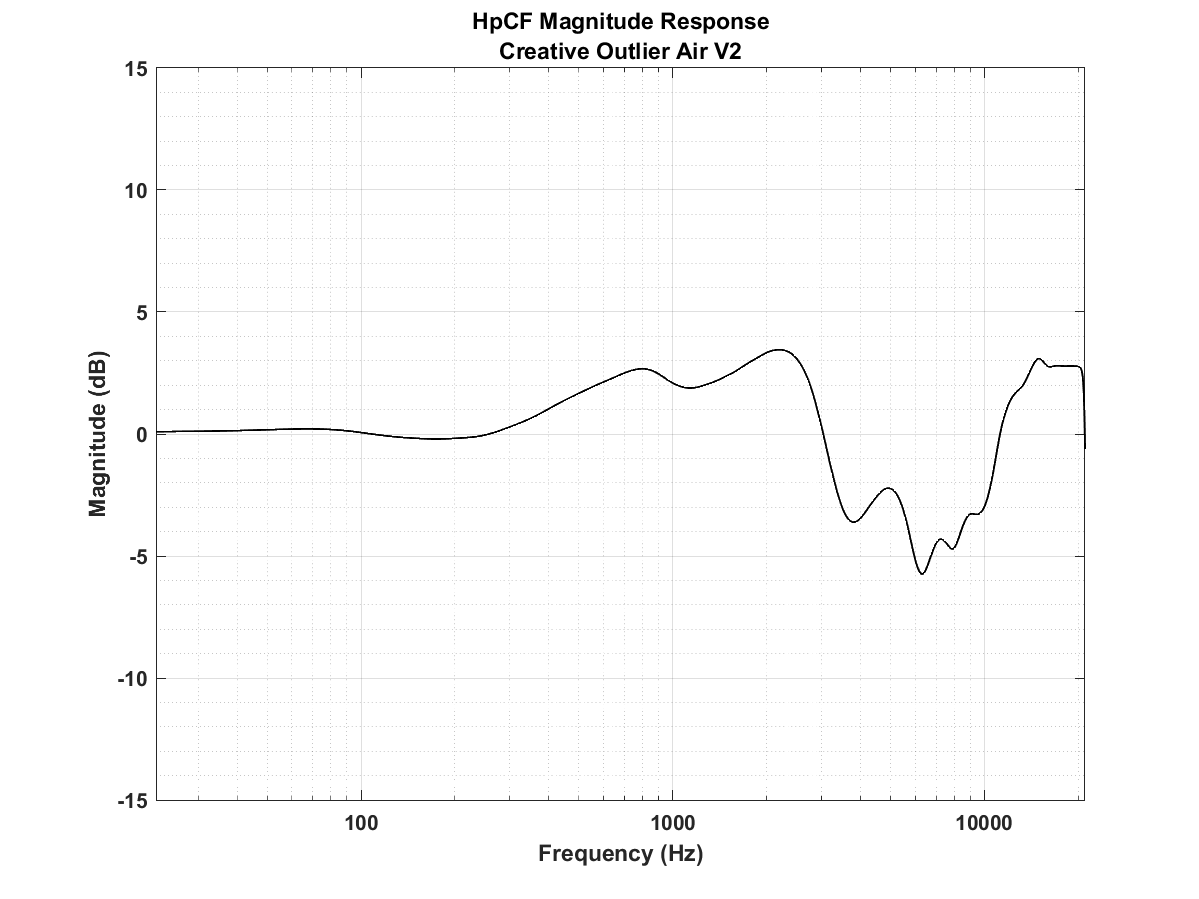 HpCF Magnitude Response
Creative Outlier Air V2
15
10
5
0
-5
-10
-15
Magnitude (dB)
100
1000
10000
Frequency (Hz)